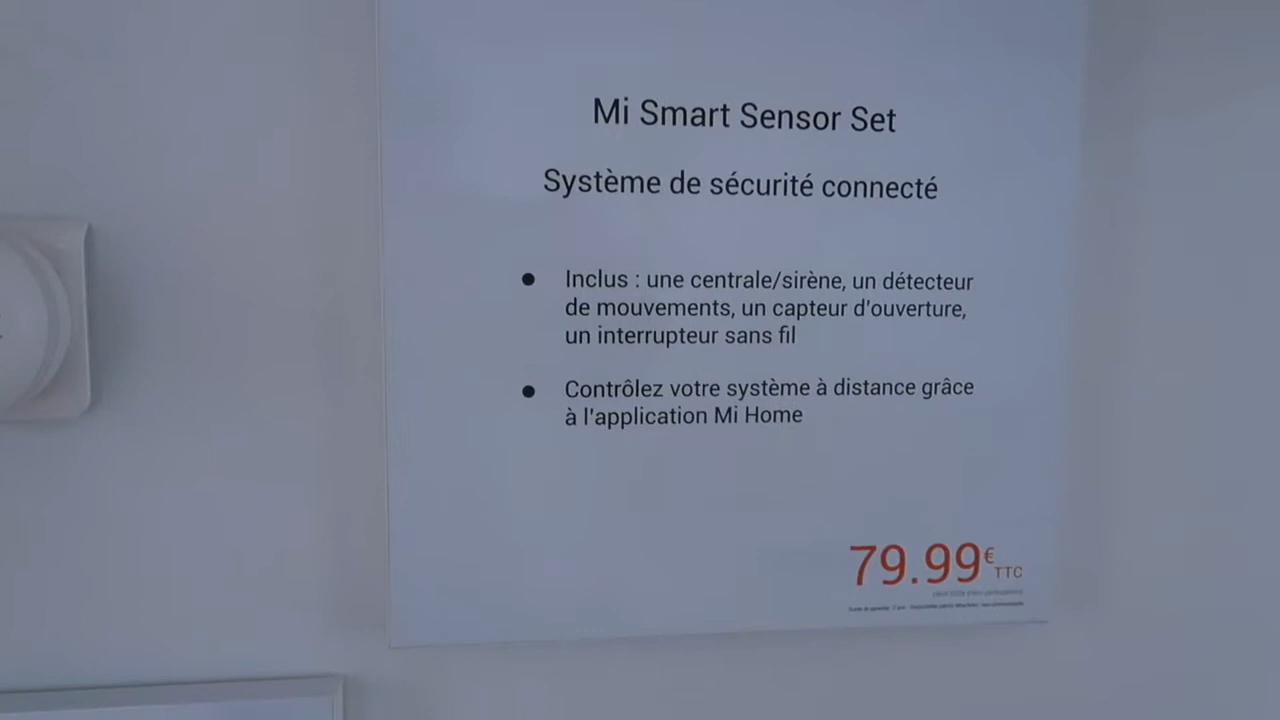 Mi Smart Sensor Set
Système de sécurité connecté
● Inclus : une centrale/sirène, un détecteur
de mouvements, un capteur d'ouverture,
un interrupteur sans fil
● Contrôlez votre système à distance grâce
à l'application Mi Home
79.99€ TTC